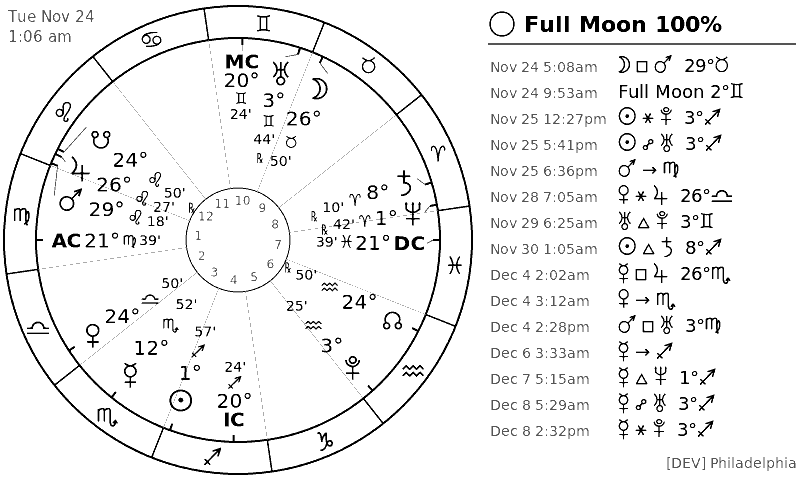 Tue Nov 24
1:06 am
Full Moon 100%
Nov 24 5:08am ☽ □ ♂ 29°♉
Nov 24 9:53am Full Moon 2°♊
Nov 25 12:27pm ☉ ⚹ ♇ 3°♐
Nov 25 5:41pm ☉ ☍ ♅ 3°♐
Nov 25 6:36pm ♂ → ♍
Nov 28 7:05am ♀ ⚹ ♃ 26°♎
Nov 29 6:25am ♅ △ ♇ 3°♊
Nov 30 1:05am ☉ △ ♄ 8°♐
Dec 4 2:02am ☿ □ ♃ 26°♏
Dec 4 3:12am ♀ → ♏
Dec 4 2:28pm ♂ □ ♅ 3°♍
Dec 6 3:33am ☿ → ♐
Dec 7 5:15am ☿ △ ♆ 1°♐
Dec 8 5:29am ☿ ☍ ♅ 3°♐
Dec 8 2:32pm ☿ ⚹ ♇ 3°♐
[DEV] Philadelphia
MC 20° ♊ 24'
♅ 3° ♊ 44' ℞
☽ 26° ♉ 50'
☋ 24° ♌ 50' ℞
♃ 26° ♌ 27'
♂ 29° ♌ 18'
AC 21° ♍ 39'
♄ 8° ♈ 10' ℞
♆ 1° ♈ 42' ℞
39' ♓ 21° DC
☊ 24° ♒ 50' ℞
♇ 3° ♒ 25'
♀ 24° ♎ 50'
☿ 12° ♏ 52'
☉ 1° ♐ 57'
24' ♐ 20° IC
1 2 3 4 5 6 7 8 9 10 11 12
♊ ♉ ♈ ♓ ♒ ♑ ♐ ♏ ♎ ♍ ♌ ♋